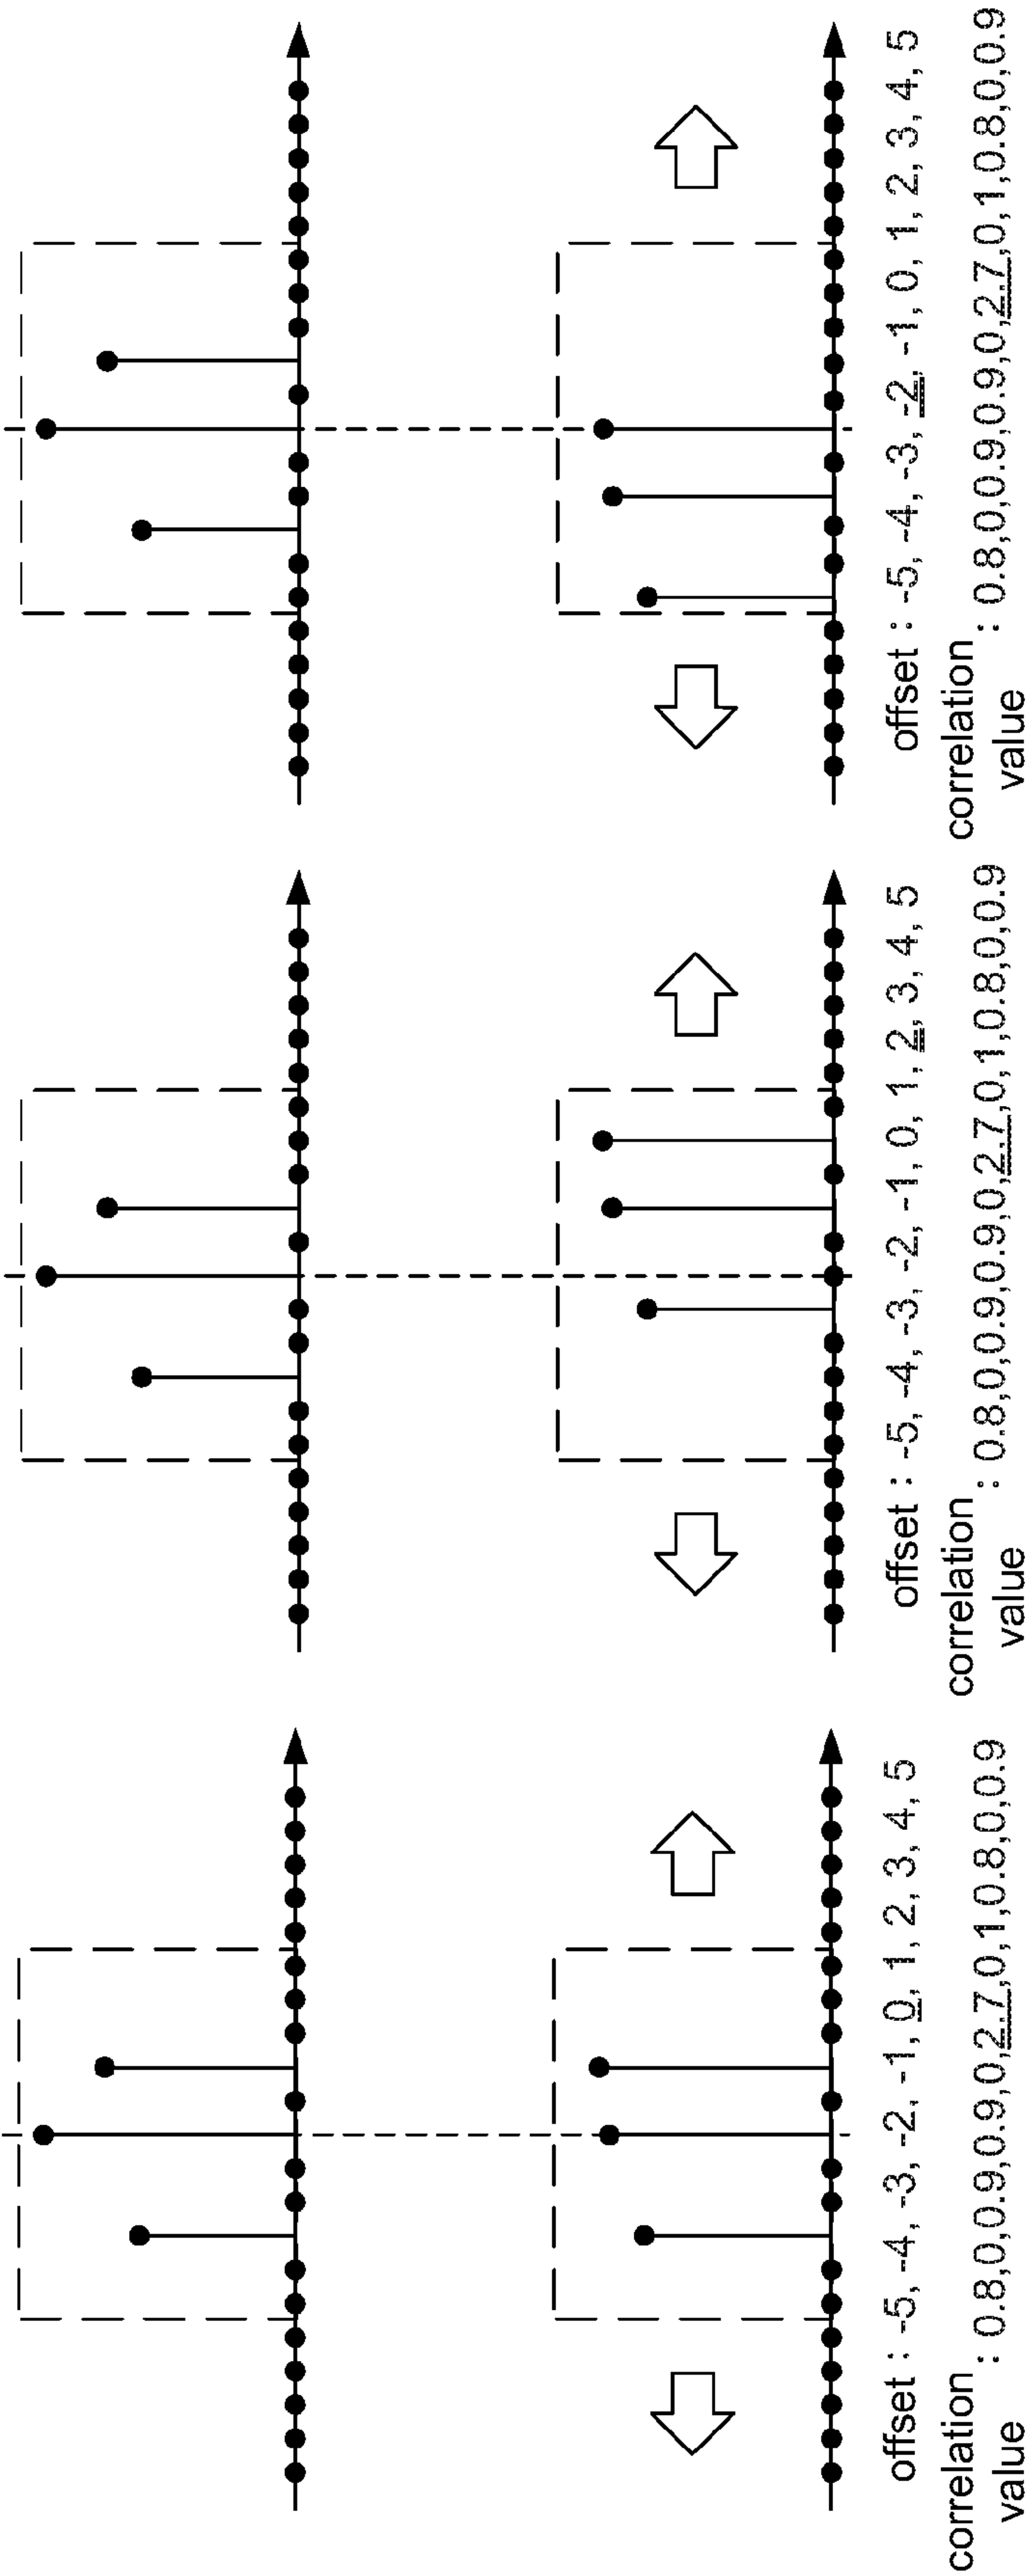 offset : -5, -4, -3, -2, -1, 0, 1, 2, 3, 4, 5
correlation
value : 0.8,0,0.9,0.9,0,2.7,0,1,0.8,0,0.9
offset : -5, -4, -3, -2, -1, 0, 1, 2, 3, 4, 5
correlation
value : 0.8,0,0.9,0.9,0,2.7,0,1,0.8,0,0.9
offset : -5, -4, -3, -2, -1, 0, 1, 2, 3, 4, 5
correlation
value : 0.8,0,0.9,0.9,0,2.7,0,1,0.8,0,0.9